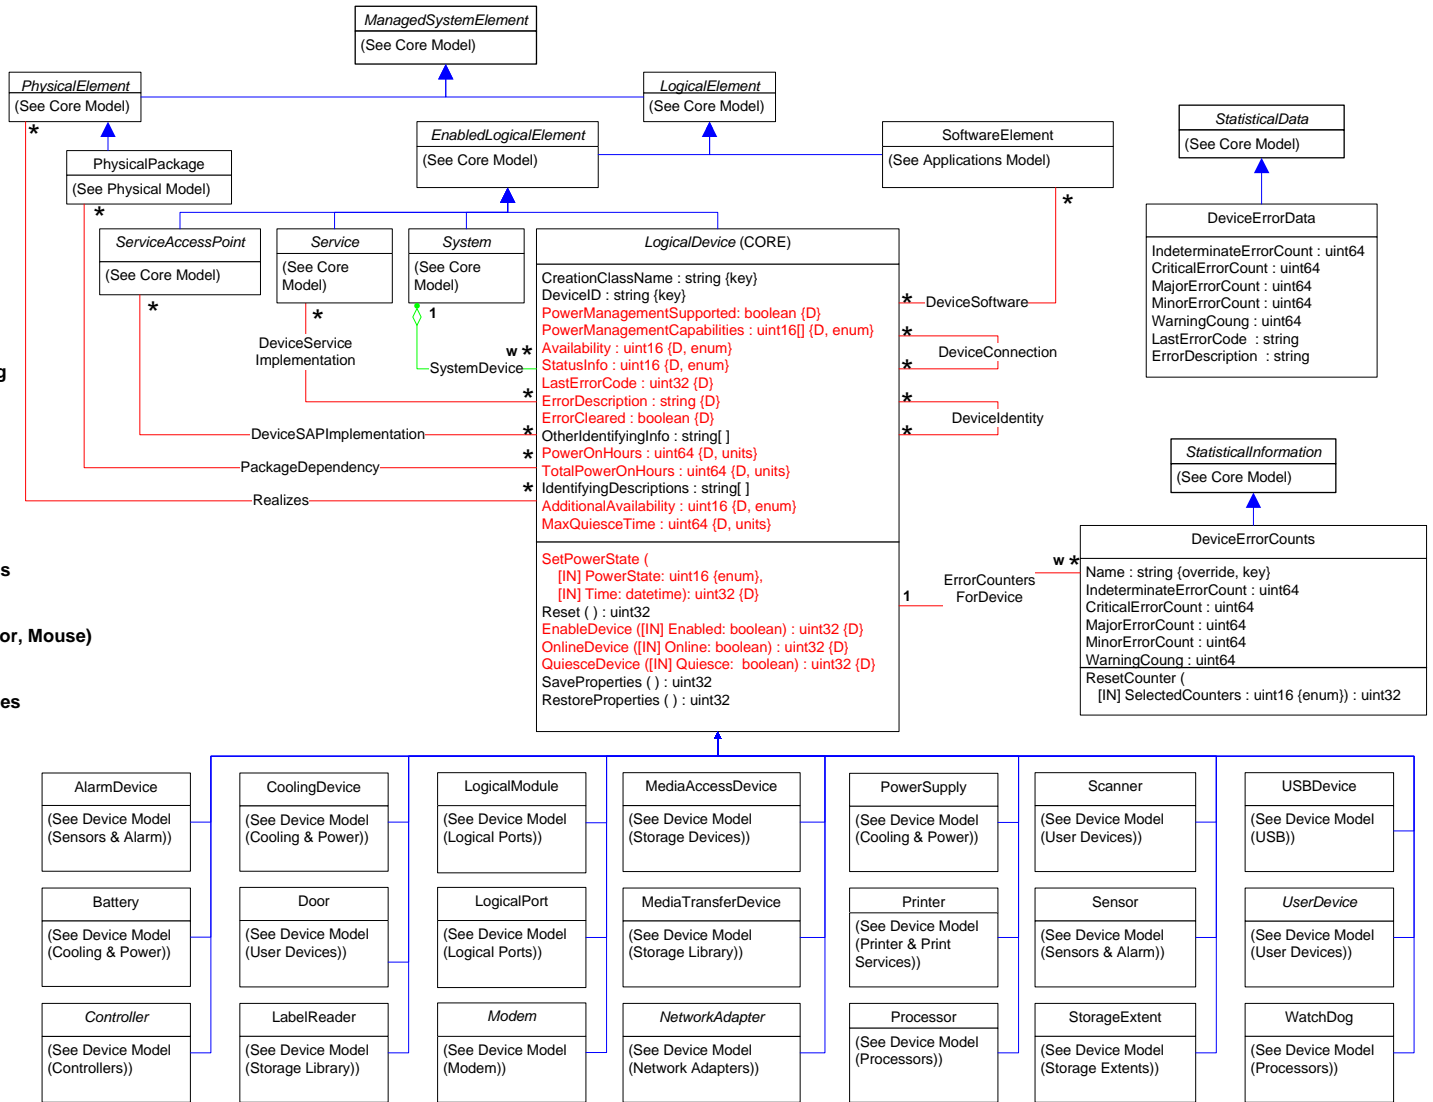 ManagedSystemElement
(See Core Model)
PhysicalElement
(See Core Model)
*
LogicalElement
(See Core Model)
PhysicalPackage
(See Physical Model)
*
EnabledLogicalElement
(See Core Model)
SoftwareElement
(See Applications Model)
*
StatisticalData
(See Core Model)
ServiceAccessPoint
(See Core Model)
*
Service
(See Core
Model)
*
System
(See Core
Model)
1
DeviceService
Implementation
SystemDevice
w *
*
DeviceSAPImplementation
*
PackageDependency
*
Realizes
*
g
s
or, Mouse)
es
LogicalDevice (CORE)
CreationClassName : string {key}
DeviceID : string {key}
PowerManagementSupported: boolean {D}
PowerManagementCapabilities : uint16[] {D, enum}
Availability : uint16 {D, enum}
StatusInfo : uint16 {D, enum}
LastErrorCode : uint32 {D}
ErrorDescription : string {D}
ErrorCleared : boolean {D}
OtherIdentifyingInfo : string[ ]
PowerOnHours : uint64 {D, units}
TotalPowerOnHours : uint64 {D, units}
IdentifyingDescriptions : string[ ]
AdditionalAvailability : uint16 {D, enum}
MaxQuiesceTime : uint64 {D, units}
SetPowerState (
[IN] PowerState: uint16 {enum},
[IN] Time: datetime): uint32 {D}
Reset ( ) : uint32
EnableDevice ([IN] Enabled: boolean) : uint32 {D}
OnlineDevice ([IN] Online: boolean) : uint32 {D}
QuiesceDevice ([IN] Quiesce: boolean) : uint32 {D}
SaveProperties ( ) : uint32
RestoreProperties ( ) : uint32
* DeviceSoftware
*
DeviceConnection
*
*
DeviceIdentity
*
DeviceErrorData
IndeterminateErrorCount : uint64
CriticalErrorCount : uint64
MajorErrorCount : uint64
MinorErrorCount : uint64
WarningCoung : uint64
LastErrorCode : string
ErrorDescription : string
StatisticalInformation
(See Core Model)
1
ErrorCounters
ForDevice
w *
DeviceErrorCounts
Name : string {override, key}
IndeterminateErrorCount : uint64
CriticalErrorCount : uint64
MajorErrorCount : uint64
MinorErrorCount : uint64
WarningCoung : uint64
ResetCounter (
[IN] SelectedCounters : uint16 {enum}) : uint32
AlarmDevice
(See Device Model
(Sensors & Alarm))
CoolingDevice
(See Device Model
(Cooling & Power))
LogicalModule
(See Device Model
(Logical Ports))
MediaAccessDevice
(See Device Model
(Storage Devices))
PowerSupply
(See Device Model
(Cooling & Power))
Scanner
(See Device Model
(User Devices))
USBDevice
(See Device Model
(USB))
Battery
(See Device Model
(Cooling & Power))
Door
(See Device Model
(User Devices))
LogicalPort
(See Device Model
(Logical Ports))
MediaTransferDevice
(See Device Model
(Storage Library))
Printer
(See Device Model
(Printer & Print
Services))
Sensor
(See Device Model
(Sensors & Alarm))
UserDevice
(See Device Model
(User Devices))
Controller
(See Device Model
(Controllers))
LabelReader
(See Device Model
(Storage Library))
Modem
(See Device Model
(Modem))
NetworkAdapter
(See Device Model
(Network Adapters))
Processor
(See Device Model
(Processors))
StorageExtent
(See Device Model
(Storage Extents))
WatchDog
(See Device Model
(Processors))